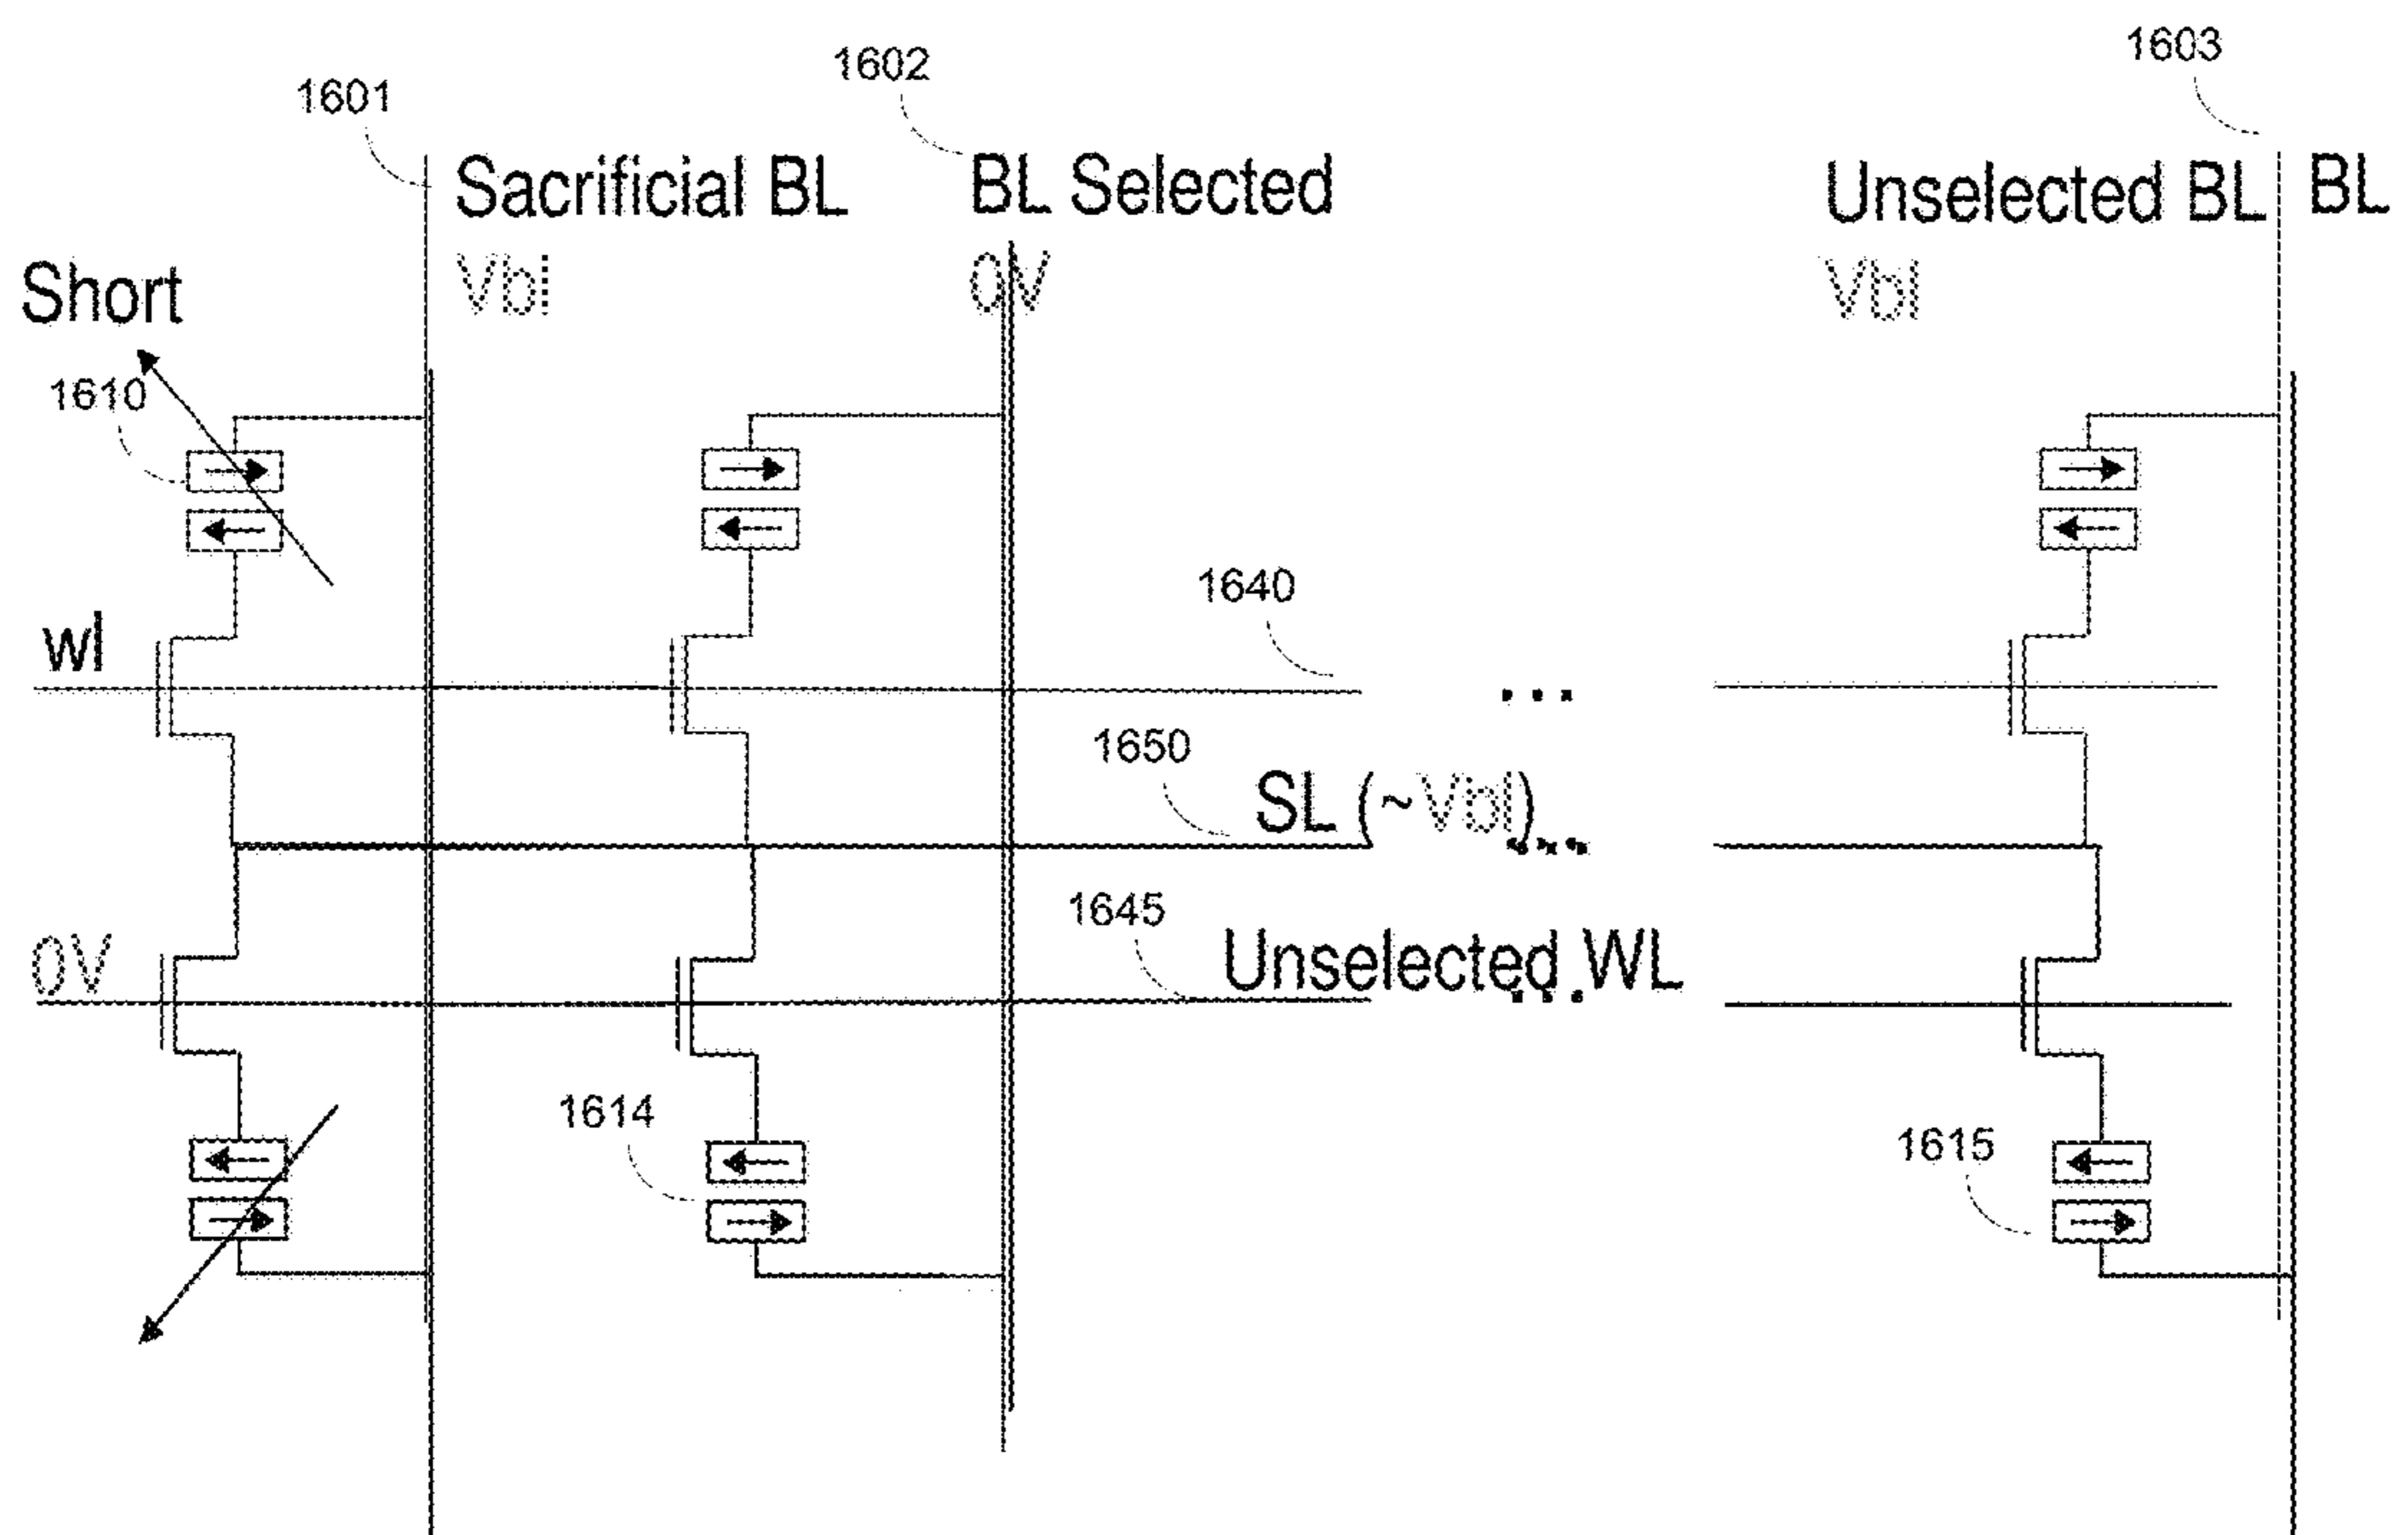 1603
1602
1601
Sacrificial BL
BL Selected
Unselected BL
BL
Vbl
0V
Vbl
Short
1610
1640
wl
1650
SL (~Vbl)
...
...
1645
0V
Unselected WL
...
1614
1615